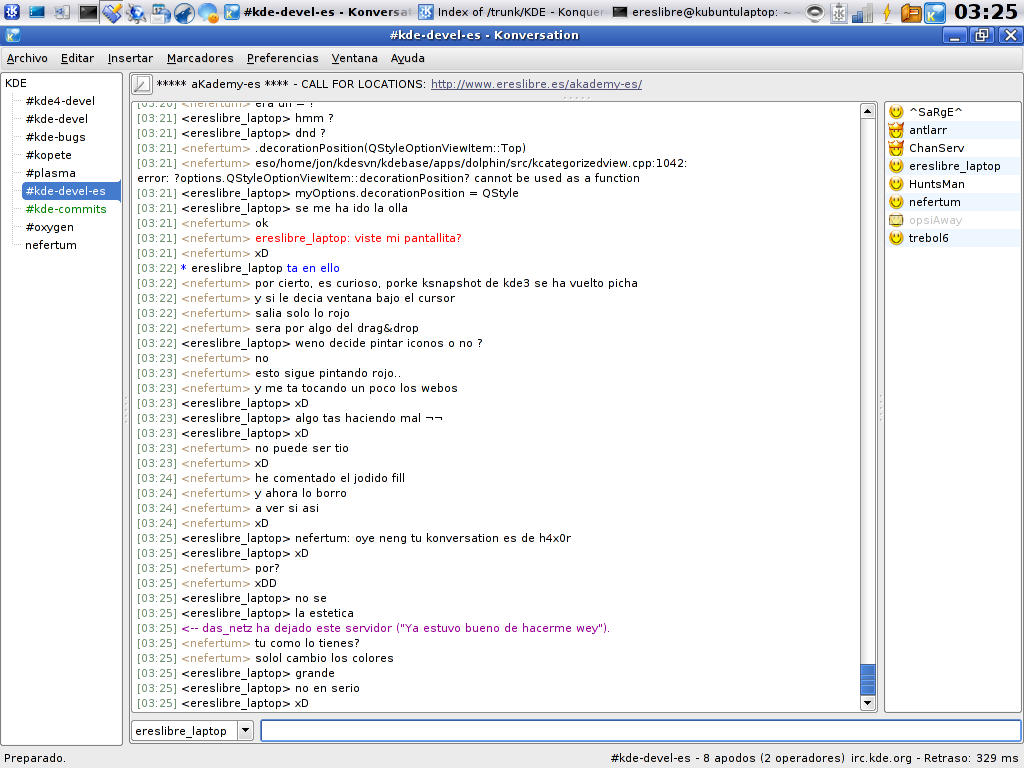 #kde-devel-es - Konversat
Index of /trunk/KDE - Konquer
ereslibre@kubuntulaptop: ~
03:25
#kde-devel-es - Konversation
Archivo Editar Insertar Marcadores Preferencias Ventana Ayuda
KDE
#kde4-devel
#kde-devel
#kde-bugs
#kopete
#plasma
#kde-devel-es
#kde-commits
#oxygen
nefertum
***** aKademy-es **** - CALL FOR LOCATIONS: http://www.ereslibre.es/akademy-es/
[03:20] <nefertum> era un = ?
[03:21] <ereslibre_laptop> hmm ?
[03:21] <ereslibre_laptop> dnd ?
[03:21] <nefertum> .decorationPosition(QStyleOptionViewItem::Top)
[03:21] <nefertum> eso/home/jon/kdesvn/kdebase/apps/dolphin/src/kcategorizedview.cpp:1042:
error: ?options.QStyleOptionViewItem::decorationPosition? cannot be used as a function
[03:21] <ereslibre_laptop> myOptions.decorationPosition = QStyle
[03:21] <ereslibre_laptop> se me ha ido la olla
[03:21] <nefertum> ok
[03:21] <nefertum> ereslibre_laptop: viste mi pantallita?
[03:21] <nefertum> xD
[03:22] * ereslibre_laptop ta en ello
[03:22] <nefertum> por cierto, es curioso, porke ksnapshot de kde3 se ha vuelto picha
[03:22] <nefertum> y si le decia ventana bajo el cursor
[03:22] <nefertum> salia solo lo rojo
[03:22] <nefertum> sera por algo del drag&drop
[03:22] <ereslibre_laptop> weno decide pintar iconos o no ?
[03:23] <nefertum> no
[03:23] <nefertum> esto sigue pintando rojo..
[03:23] <nefertum> y me ta tocando un poco los webos
[03:23] <ereslibre_laptop> xD
[03:23] <ereslibre_laptop> algo tas haciendo mal ¬¬
[03:23] <ereslibre_laptop> xD
[03:23] <nefertum> no puede ser tio
[03:23] <nefertum> xD
[03:24] <nefertum> he comentado el jodido fill
[03:24] <nefertum> y ahora lo borro
[03:24] <nefertum> a ver si asi
[03:24] <nefertum> xD
[03:25] <ereslibre_laptop> nefertum: oye neng tu konversation es de h4x0r
[03:25] <ereslibre_laptop> xD
[03:25] <nefertum> por?
[03:25] <nefertum> xDD
[03:25] <ereslibre_laptop> no se
[03:25] <ereslibre_laptop> la estetica
[03:25] <-- das_netz ha dejado este servidor ("Ya estuvo bueno de hacerme wey").
[03:25] <nefertum> tu como lo tienes?
[03:25] <nefertum> solol cambio los colores
[03:25] <ereslibre_laptop> grande
[03:25] <ereslibre_laptop> no en serio
[03:25] <ereslibre_laptop> xD
^SaRgE^
antlarr
ChanServ
ereslibre_laptop
HuntsMan
nefertum
opsiAway
trebol6
ereslibre_laptop
Preparado.
#kde-devel-es - 8 apodos (2 operadores) irc.kde.org - Retraso: 329 ms